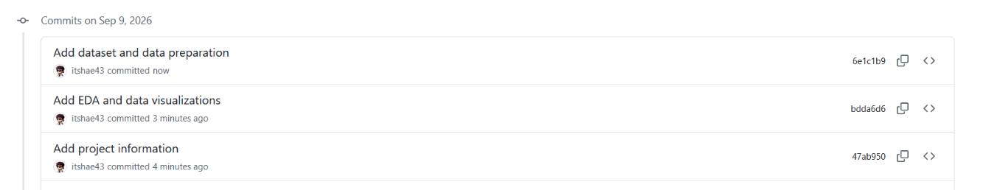 Commits on Sep 9, 2026
Add dataset and data preparation
itshae43 committed now
6e1c1b9
Add EDA and data visualizations
itshae43 committed 3 minutes ago
bdda6d6
Add project information
itshae43 committed 4 minutes ago
47ab950